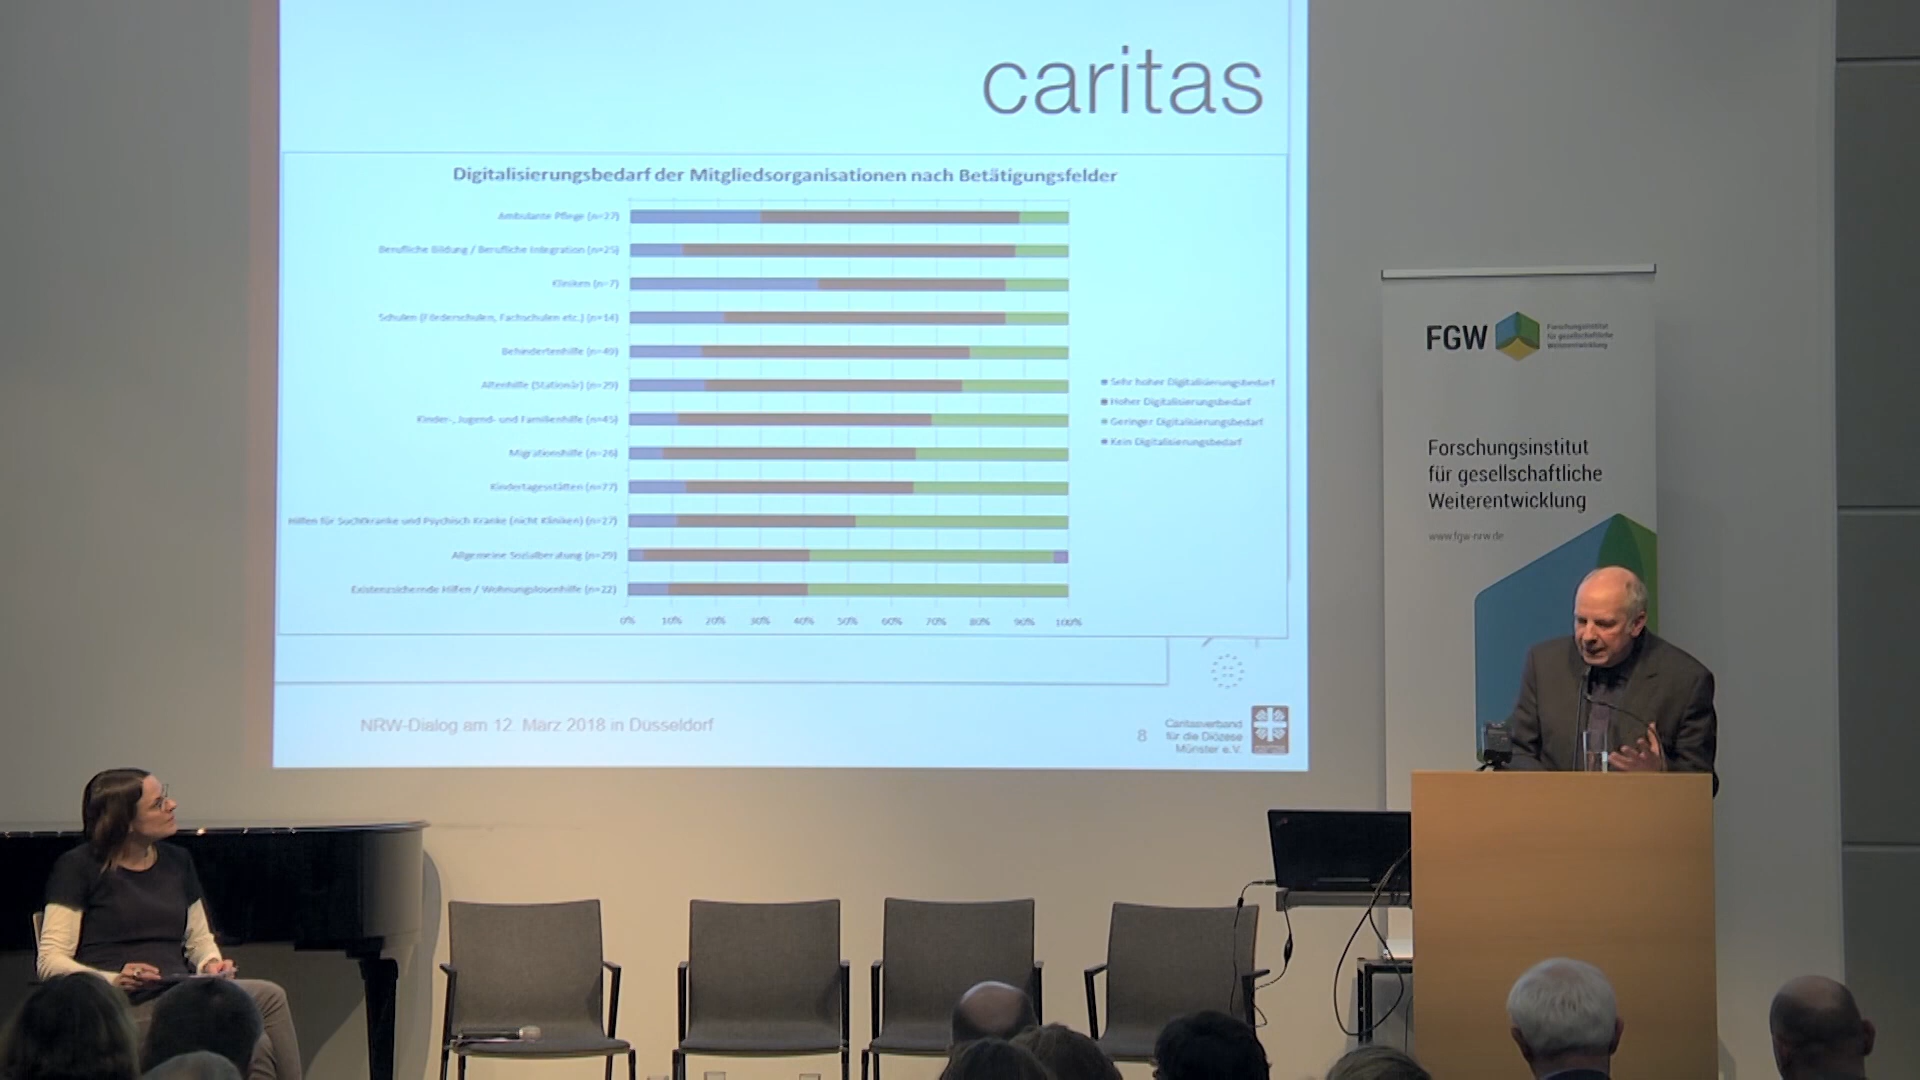 caritas
Digitalisierungsbedarf der Mitgliedsorganisationen nach Betätigungsfelder
Ambulante Pflege (n=27)
Berufliche Bildung / Berufliche Integration (n=25)
Kliniken (n=7)
Schulen (Förderschulen, Fachschulen etc.) (n=14)
Behindertenhilfe (n=49)
Altenhilfe (Stationär) (n=29)
Kinder-, Jugend- und Familienhilfe (n=45)
Migrationshilfe (n=26)
Kindertagesstätten (n=77)
Hilfen für Suchtkranke und Psychisch Kranke (nicht Kliniken) (n=27)
Allgemeine Sozialberatung (n=29)
Existenzsichernde Hilfen / Wohnungslosenhilfe (n=22)
0% 10% 20% 30% 40% 50% 60% 70% 80% 90% 100%
Sehr hoher Digitalisierungsbedarf
Hoher Digitalisierungsbedarf
Geringer Digitalisierungsbedarf
Kein Digitalisierungsbedarf
NRW-Dialog am 12. März 2018 in Düsseldorf
8
Caritasverband
für die Diözese
Münster e.V.
FGW
Forschungsinstitut
für gesellschaftliche
Weiterentwicklung
Forschungsinstitut
für gesellschaftliche
Weiterentwicklung
www.fgw-nrw.de